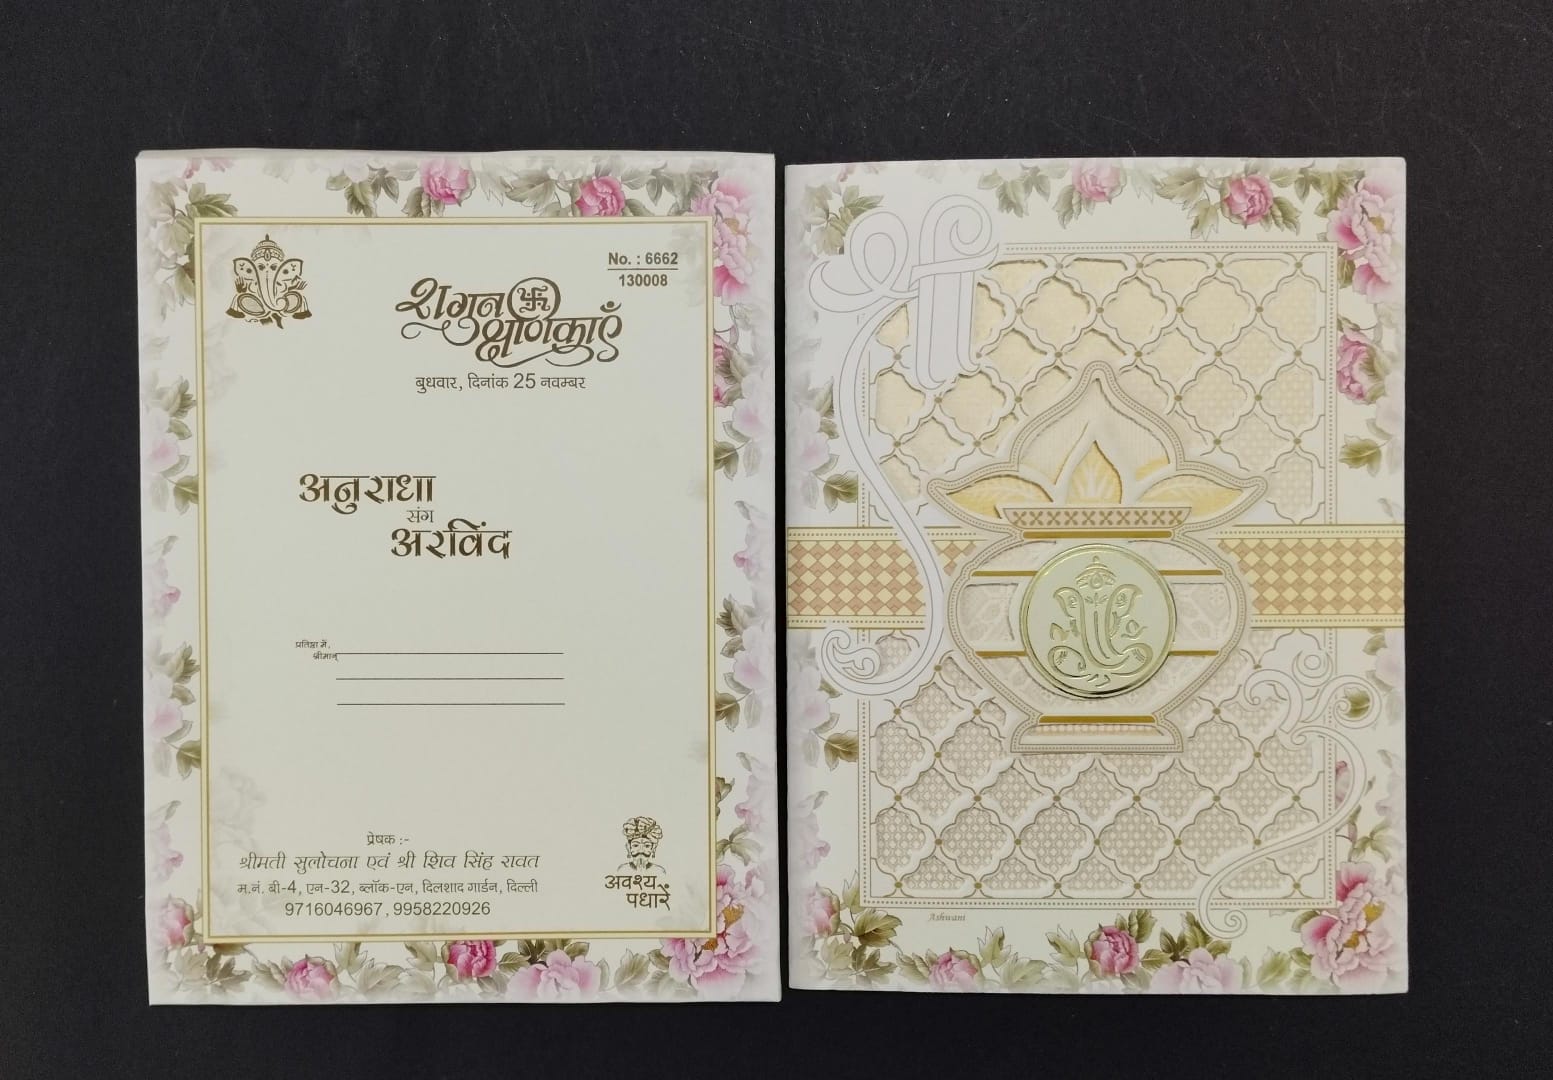 No. : 6662
130008
शगुन
क्षणिकाएँ
बुधवार, दिनांक 25 नवम्बर
अनुराधा
संग
अरविंद
प्रतिष्ठा में,
श्रीमान्
प्रेषक :-
श्रीमती सुलोचना एवं श्री शिव सिंह रावत
म.नं. बी-4, एन-32, ब्लॉक-एन, दिलशाद गार्डन, दिल्ली
9716046967, 9958220926
अवश्य
पधारें
श्री
Ashwani